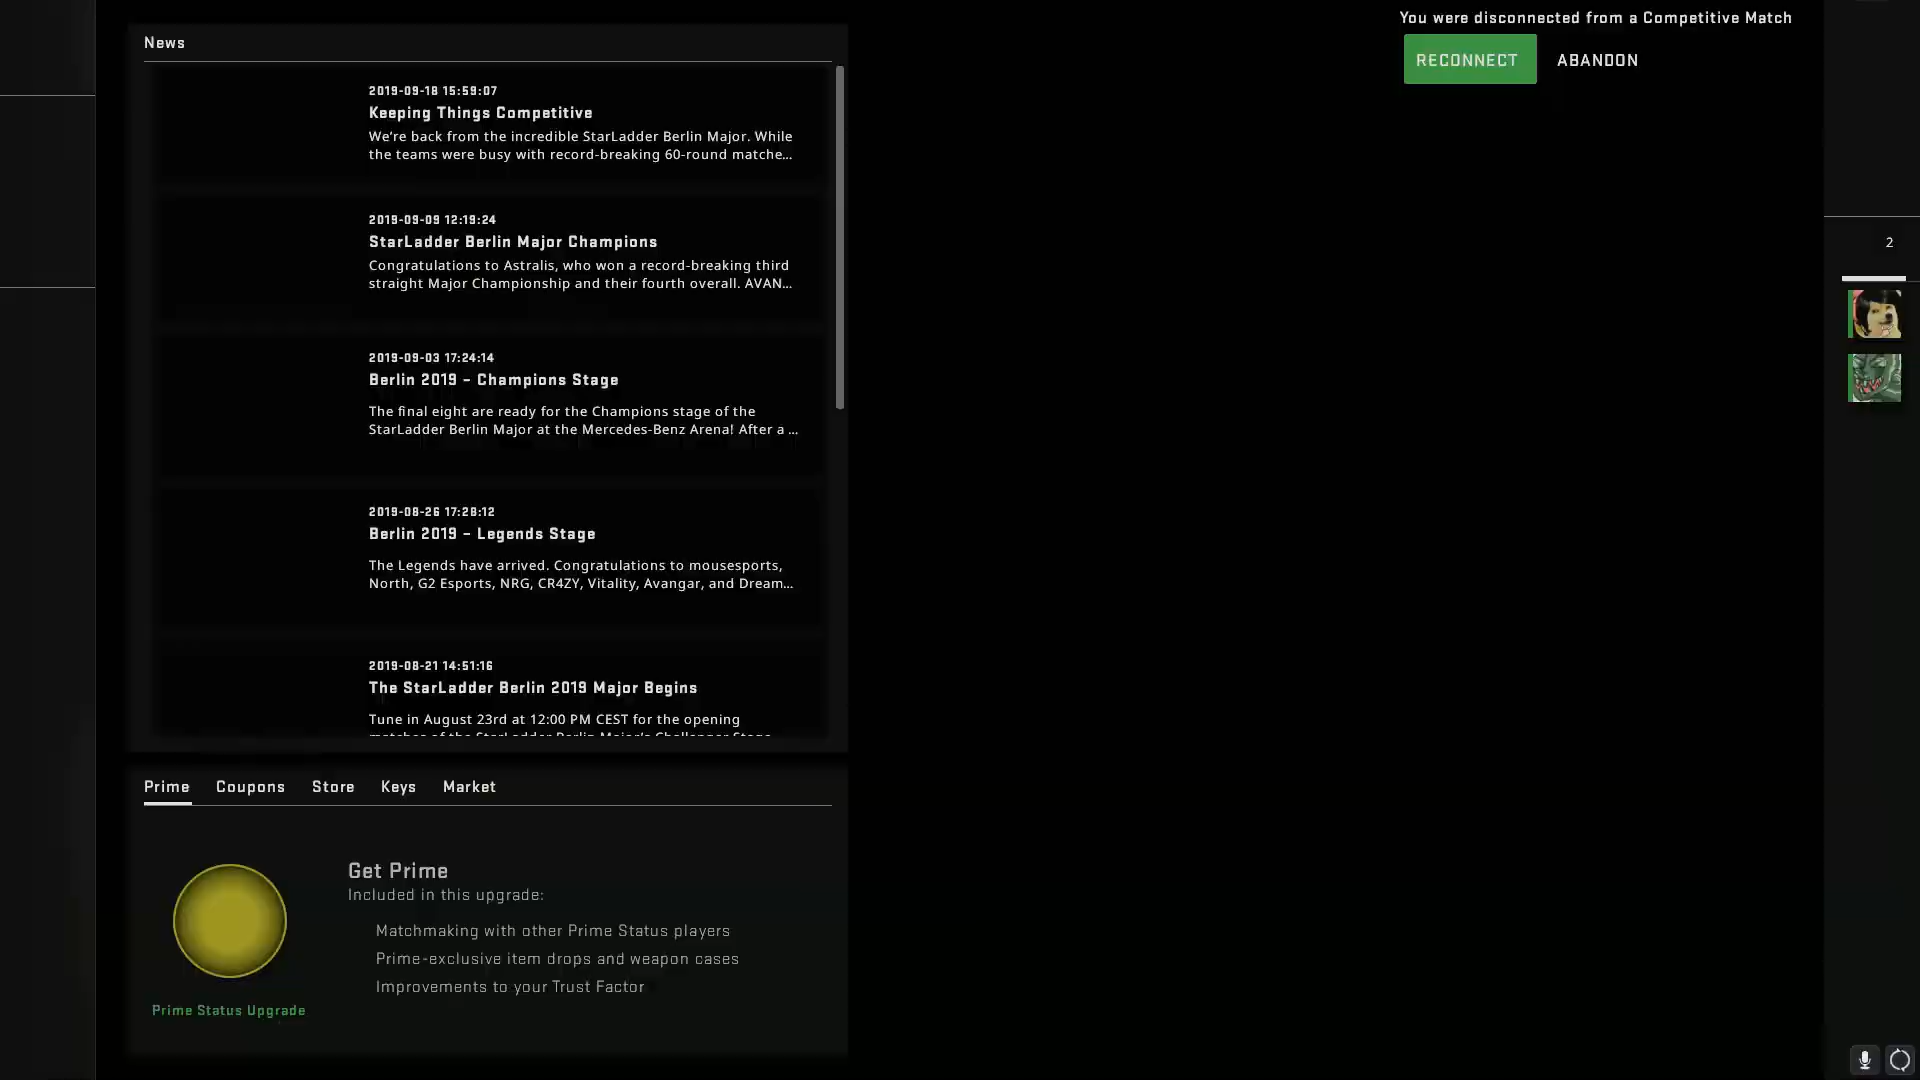 You were disconnected from a Competitive Match
RECONNECT ABANDON
News
2019-09-18 15:59:07
Keeping Things Competitive
We're back from the incredible StarLadder Berlin Major. While
the teams were busy with record-breaking 60-round matche...
2019-09-09 12:19:24
StarLadder Berlin Major Champions
Congratulations to Astralis, who won a record-breaking third
straight Major Championship and their fourth overall. AVAN...
2019-09-03 17:24:14
Berlin 2019 – Champions Stage
The final eight are ready for the Champions stage of the
StarLadder Berlin Major at the Mercedes-Benz Arena! After a ...
2019-08-26 17:28:12
Berlin 2019 – Legends Stage
The Legends have arrived. Congratulations to mousesports,
North, G2 Esports, NRG, CR4ZY, Vitality, Avangar, and Dream...
2019-08-21 14:51:16
The StarLadder Berlin 2019 Major Begins
Tune in August 23rd at 12:00 PM CEST for the opening
matches of the StarLadder Berlin Major's Challenger Stage
Prime Coupons Store Keys Market
Get Prime
Included in this upgrade:
Matchmaking with other Prime Status players
Prime-exclusive item drops and weapon cases
Improvements to your Trust Factor
Prime Status Upgrade
2